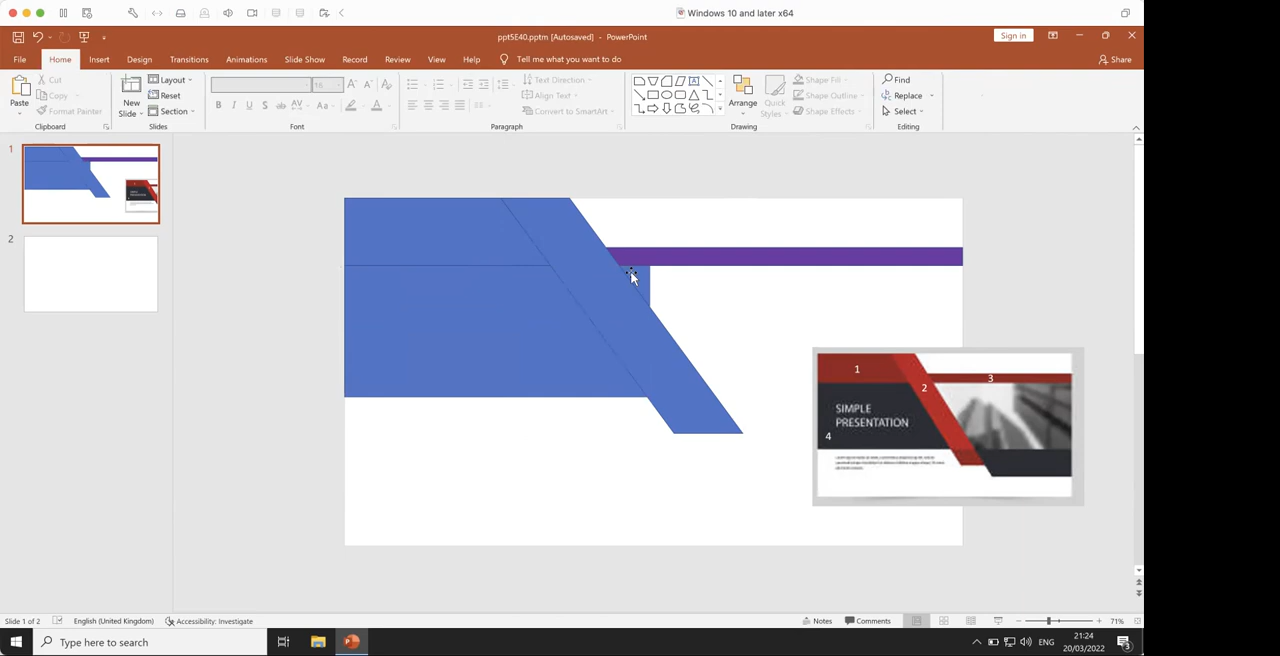 Windows 10 and later x64
ppt5E40.pptm [Autosaved] - PowerPoint
Sign in
File Home Insert Design Transitions Animations Slide Show Record Review View Help Tell me what you want to do Share
Paste
Cut
Copy
Format Painter
Clipboard
New Slide
Layout
Reset
Section
Slides
16
Font
Text Direction
Align Text
Convert to SmartArt
Paragraph
Arrange
Quick Styles
Shape Fill
Shape Outline
Shape Effects
Drawing
Find
Replace
Select
Editing
1
2
1
2
3
SIMPLE
PRESENTATION
4
Slide 1 of 2
English (United Kingdom)
Accessibility: Investigate
Notes
Comments
71%
Type here to search
ENG
21:24
20/03/2022
3